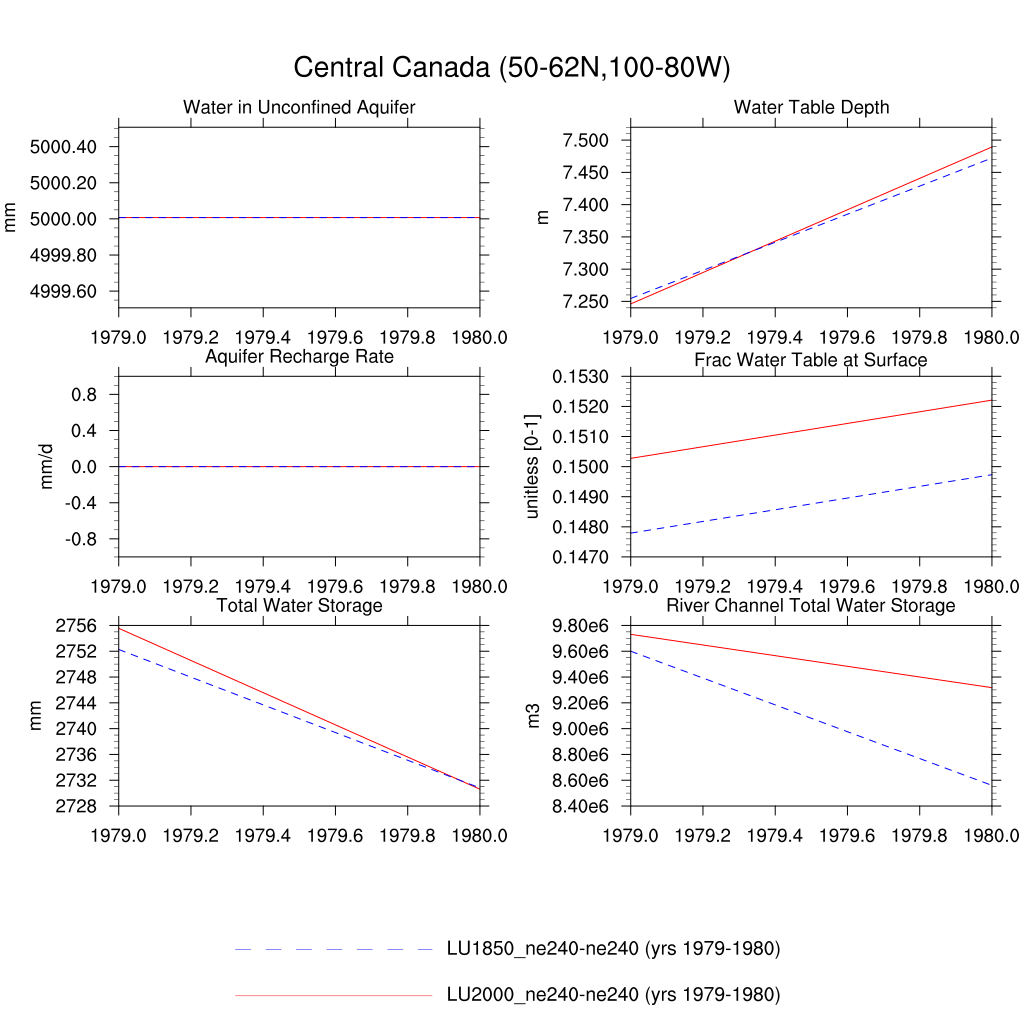 Central Canada (50-62N,100-80W)
Water in Unconfined Aquifer
mm
5000.40
5000.20
5000.00
4999.80
4999.60
1979.0 1979.2 1979.4 1979.6 1979.8 1980.0
Water Table Depth
m
7.500
7.450
7.400
7.350
7.300
7.250
1979.0 1979.2 1979.4 1979.6 1979.8 1980.0
Aquifer Recharge Rate
mm/d
0.8
0.4
0.0
-0.4
-0.8
1979.0 1979.2 1979.4 1979.6 1979.8 1980.0
Frac Water Table at Surface
unitless [0-1]
0.1530
0.1520
0.1510
0.1500
0.1490
0.1480
0.1470
1979.0 1979.2 1979.4 1979.6 1979.8 1980.0
Total Water Storage
mm
2756
2752
2748
2744
2740
2736
2732
2728
1979.0 1979.2 1979.4 1979.6 1979.8 1980.0
River Channel Total Water Storage
m3
9.80e6
9.60e6
9.40e6
9.20e6
9.00e6
8.80e6
8.60e6
8.40e6
1979.0 1979.2 1979.4 1979.6 1979.8 1980.0
LU1850_ne240-ne240 (yrs 1979-1980)
LU2000_ne240-ne240 (yrs 1979-1980)